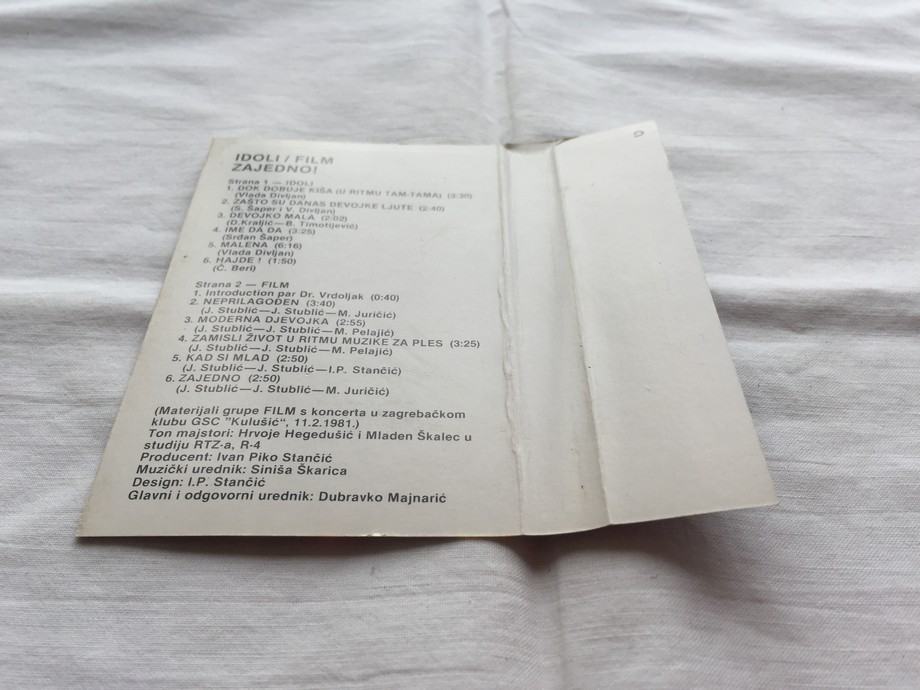 IDOLI / FILM
ZAJEDNO!
Strana 1 — IDOLI
1. DOK DOBUJE KIŠA (U RITMU TAM-TAMA) (3:30)
(Vlada Divljan)
2. ZAŠTO SU DANAS DEVOJKE LJUTE (2:40)
(S. Šaper i V. Divljan)
3. DEVOJKO MALA (2:02)
(D.Kraljić—B. Timotijević)
4. IME DA DA (3:25)
(Srđan Šaper)
5. MALENA (6:16)
(Vlada Divljan)
6. HAJDE ! (1:50)
(Č. Beri)
Strana 2 — FILM
1. Introduction par Dr. Vrdoljak (0:40)
2. NEPRILAGOĐEN (3:40)
(J. Stublić—J. Stublić—M. Juričić)
3. MODERNA DJEVOJKA (2:55)
(J. Stublić—J. Stublić—M. Pelajić)
4. ZAMISLI ŽIVOT U RITMU MUZIKE ZA PLES (3:25)
(J. Stublić—J. Stublić—M. Pelajić)
5. KAD SI MLAD (2:50)
(J. Stublić—J. Stublić—I.P. Stančić)
6. ZAJEDNO (2:50)
(J. Stublić—J. Stublić—M. Juričić)
(Materijali grupe FILM s koncerta u zagrebačkom
klubu GSC "Kulušić“, 11.2.1981.)
Ton majstori: Hrvoje Hegedušić i Mladen Škalec u
studiju RTZ-a, R-4
Producent: Ivan Piko Stančić
Muzički urednik: Siniša Škarica
Design: I.P. Stančić
Glavni i odgovorni urednik: Dubravko Majnarić